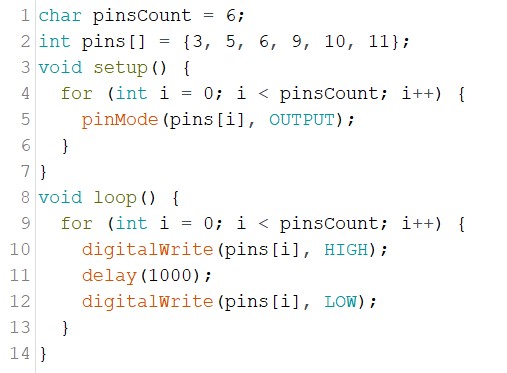 1 char pinsCount = 6;
2 int pins[] = {3, 5, 6, 9, 10, 11};
3 void setup() {
4   for (int i = 0; i < pinsCount; i++) {
5     pinMode(pins[i], OUTPUT);
6   }
7 }
8 void loop() {
9   for (int i = 0; i < pinsCount; i++) {
10     digitalWrite(pins[i], HIGH);
11     delay(1000);
12     digitalWrite(pins[i], LOW);
13   }
14 }